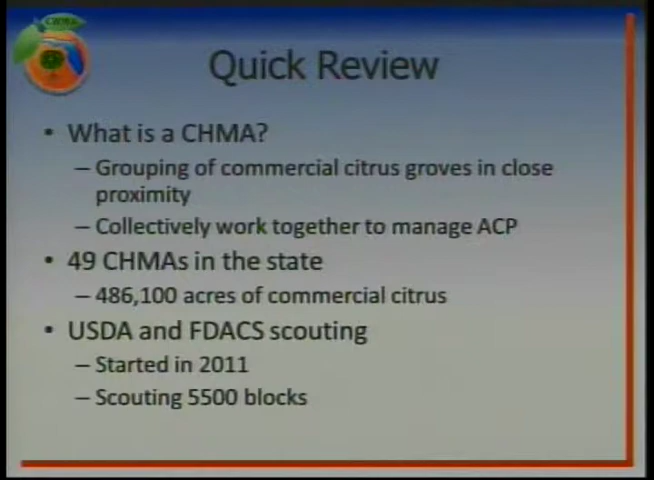 CHMA
Quick Review
• What is a CHMA?
– Grouping of commercial citrus groves in close
proximity
– Collectively work together to manage ACP
• 49 CHMAs in the state
– 486,100 acres of commercial citrus
• USDA and FDACS scouting
– Started in 2011
– Scouting 5500 blocks